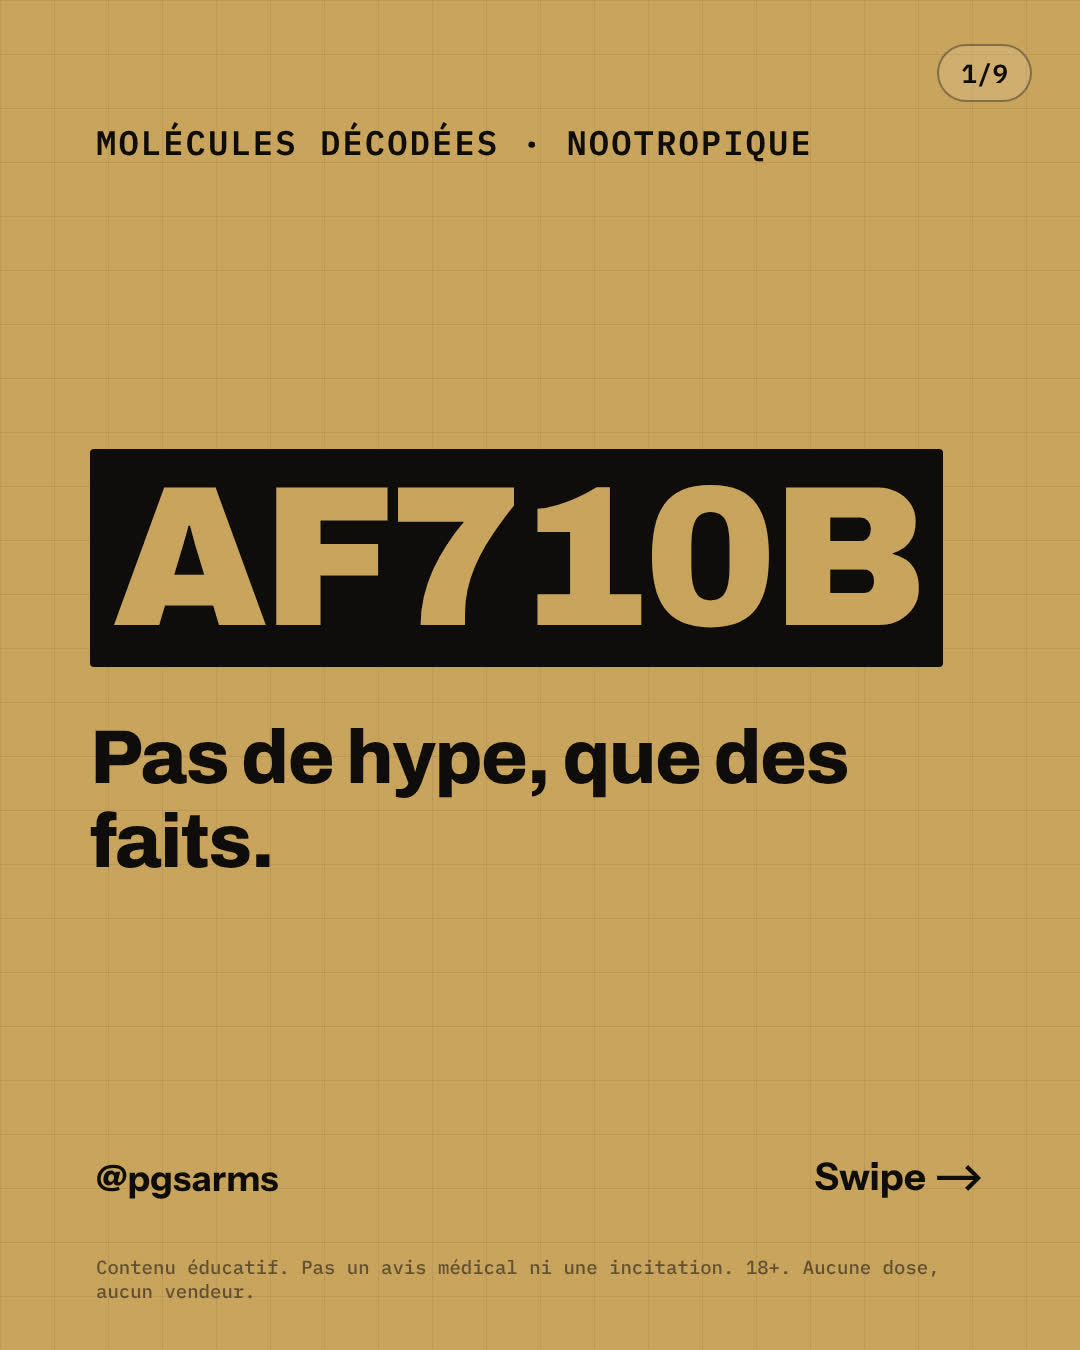 1/9
MOLÉCULES DÉCODÉES · NOOTROPIQUE
AF710B
Pas de hype, que des
faits.
@pgsarms
Swipe →
Contenu éducatif. Pas un avis médical ni une incitation. 18+. Aucune dose,
aucun vendeur.